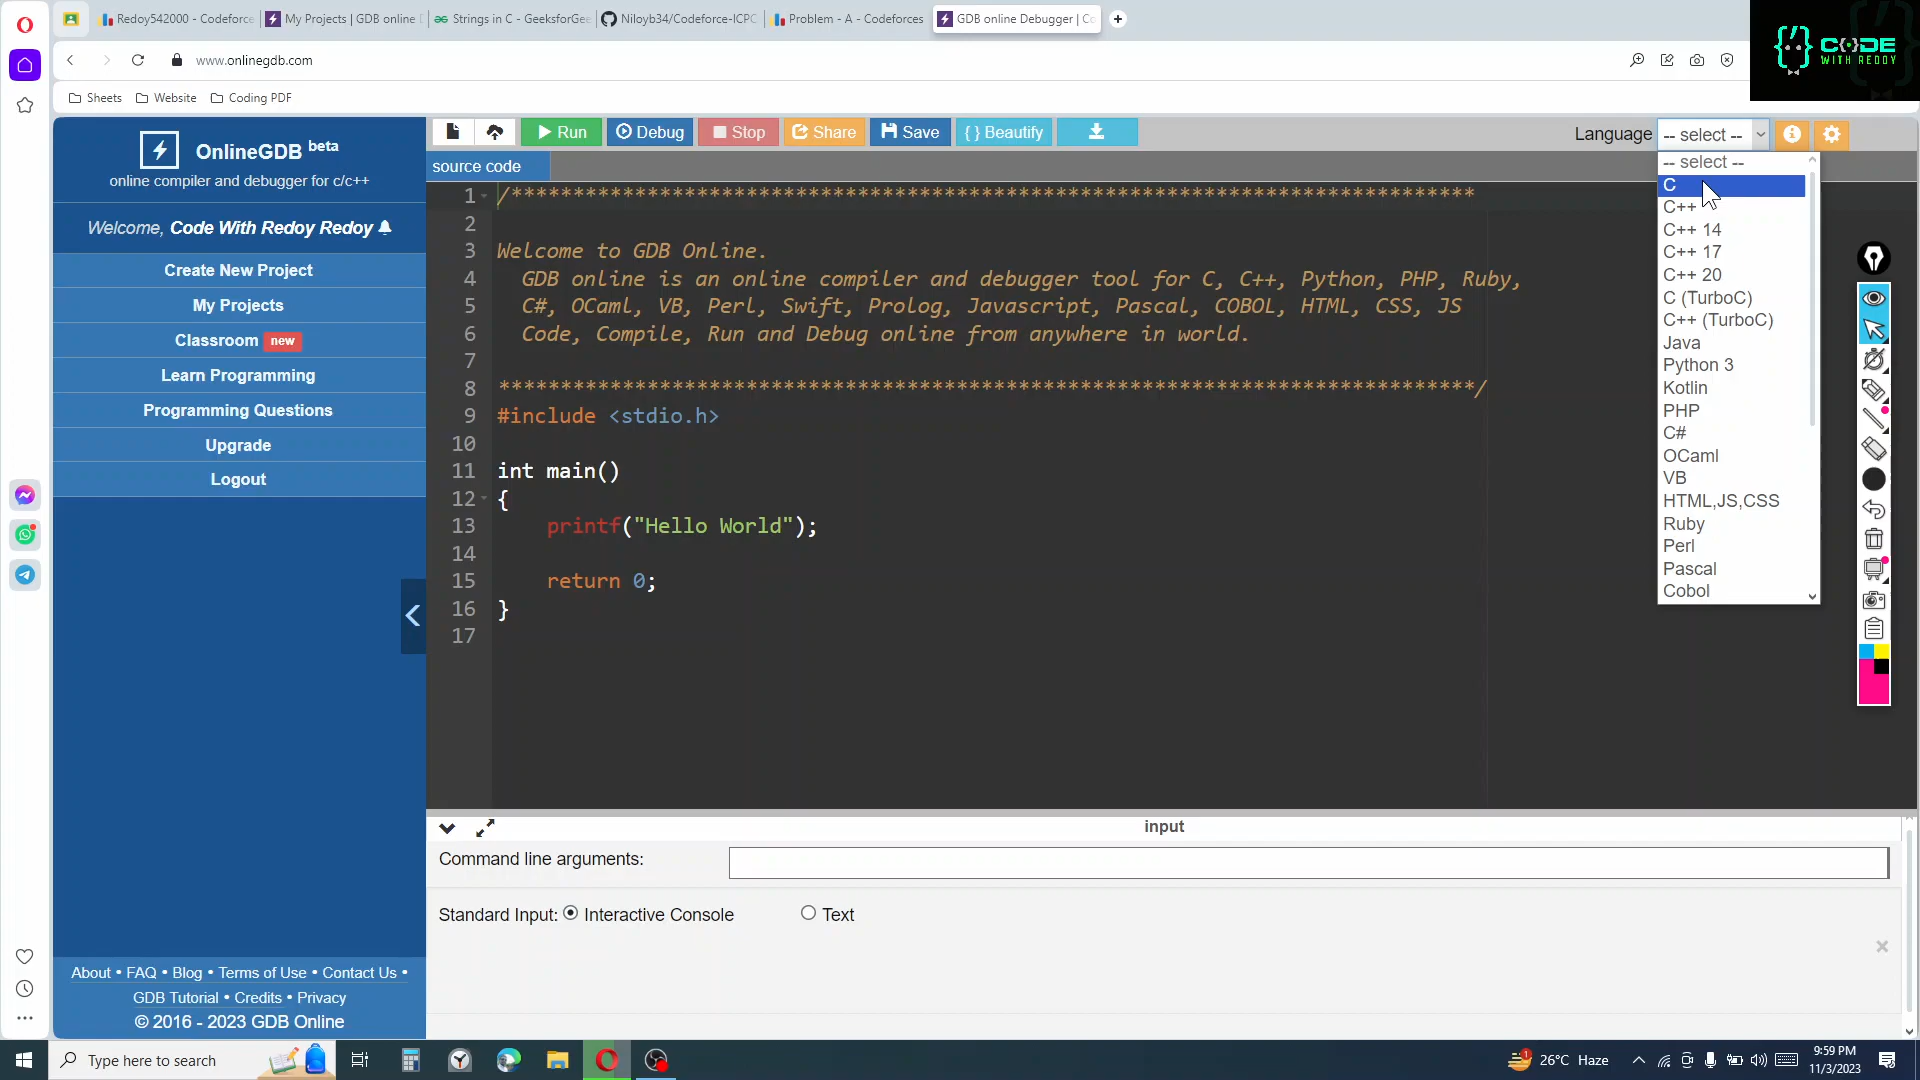 Redoy542000 - Codeforce
My Projects | GDB online
Strings in C - GeeksforGee
Niloyb34/Codeforce-ICPC
Problem - A - Codeforces
GDB online Debugger | Co
www.onlinegdb.com
CODE
WITH REDOY
Sheets
Website
Coding PDF
OnlineGDB beta
online compiler and debugger for c/c++
Welcome, Code With Redoy Redoy
Create New Project
My Projects
Classroom new
Learn Programming
Programming Questions
Upgrade
Logout
About • FAQ • Blog • Terms of Use • Contact Us •
GDB Tutorial • Credits • Privacy
© 2016 - 2023 GDB Online
Run
Debug
Stop
Share
Save
{ } Beautify
Language
-- select --
source code
-- select --
C
C++
C++ 14
C++ 17
C++ 20
C (TurboC)
C++ (TurboC)
Java
Python 3
Kotlin
PHP
C#
OCaml
VB
HTML,JS,CSS
Ruby
Perl
Pascal
Cobol
1 /******************************************************************************
2
3 Welcome to GDB Online.
4 GDB online is an online compiler and debugger tool for C, C++, Python, PHP, Ruby,
5 C#, OCaml, VB, Perl, Swift, Prolog, Javascript, Pascal, COBOL, HTML, CSS, JS
6 Code, Compile, Run and Debug online from anywhere in world.
7
8 *******************************************************************************/
9 #include <stdio.h>
10
11 int main()
12 {
13 printf("Hello World");
14
15 return 0;
16 }
17
input
Command line arguments:
Standard Input: Interactive Console Text
Type here to search
1
26°C Haze
9:59 PM
11/3/2023